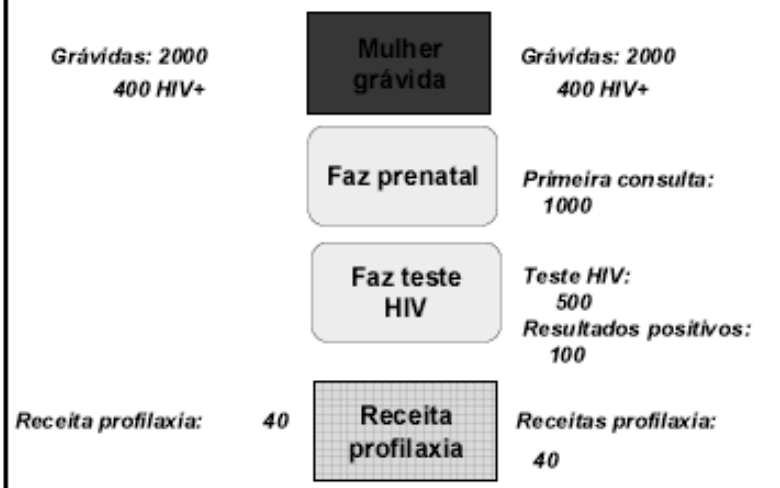 Grávidas: 2000
400 HIV+
Mulher
grávida
Grávidas: 2000
400 HIV+
Faz prenatal
Primeira consulta:
1000
Faz teste
HIV
Teste HIV:
500
Resultados positivos:
100
Receita profilaxia: 40
Receita
profilaxia
Receitas profilaxia:
40